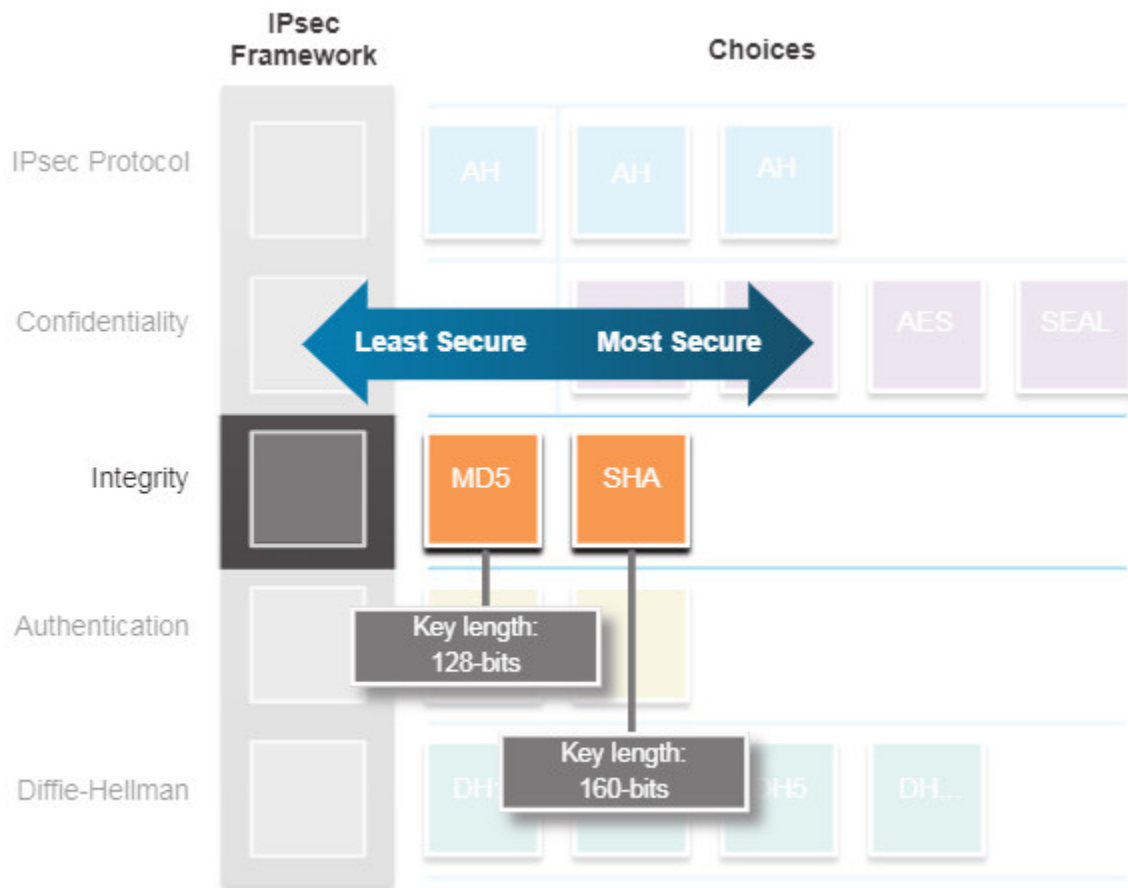 IPsec
Framework
Choices
IPsec Protocol
AH
AH
AH
Confidentiality
Least Secure
Most Secure
AES
SEAL
Integrity
MD5
SHA
Authentication
Key length:
128-bits
Key length:
160-bits
Diffie-Hellman
DH5
DH...